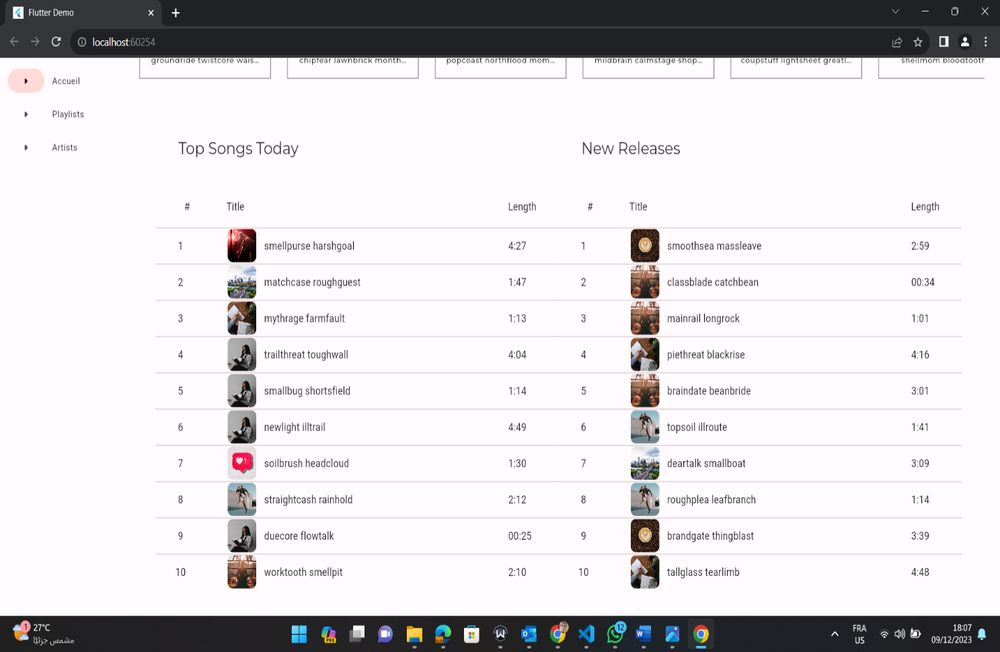 Flutter Demo
localhost:60254
groundride twistcore wais...
chipfear lawnbrick month...
popcoast northflood mom...
mildbrain calmstage shop...
coupstuff lightsheet greatl...
shellmom bloodtooth
Accueil
Playlists
Artists
Top Songs Today
# Title Length
1 smellpurse harshgoal 4:27
2 matchcase roughguest 1:47
3 mythrage farmfault 1:13
4 trailthreat toughwall 4:04
5 smallbug shortsfield 1:14
6 newlight illtrail 4:49
7 soilbrush headcloud 1:30
8 straightcash rainhold 2:12
9 duecore flowtalk 00:25
10 worktooth smellpit 2:10
New Releases
# Title Length
1 smoothsea massleave 2:59
2 classblade catchbean 00:34
3 mainrail longrock 1:01
4 piethreat blackrise 4:16
5 braindate beanbride 3:01
6 topsoil illroute 1:41
7 deartalk smallboat 3:09
8 roughplea leafbranch 1:14
9 brandgate thingblast 3:39
10 tallglass tearlimb 4:48
1
27°C
مشمس جزئيًا
PRE
12
FRA
US
18:07
09/12/2023